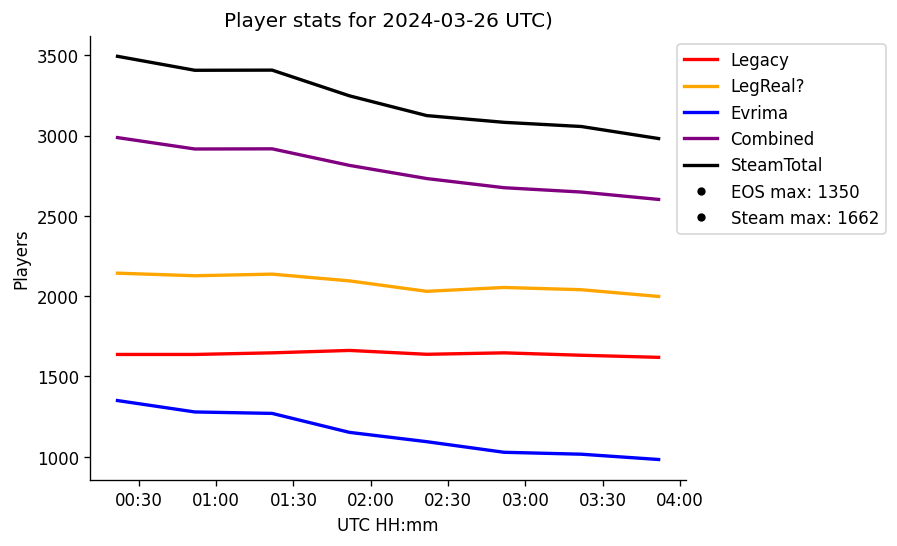 Player stats for 2024-03-26 UTC)
3500
3000
2500
2000
1500
1000
Players
00:30 01:00 01:30 02:00 02:30 03:00 03:30 04:00
UTC HH:mm
Legacy
LegReal?
Evrima
Combined
SteamTotal
EOS max: 1350
Steam max: 1662